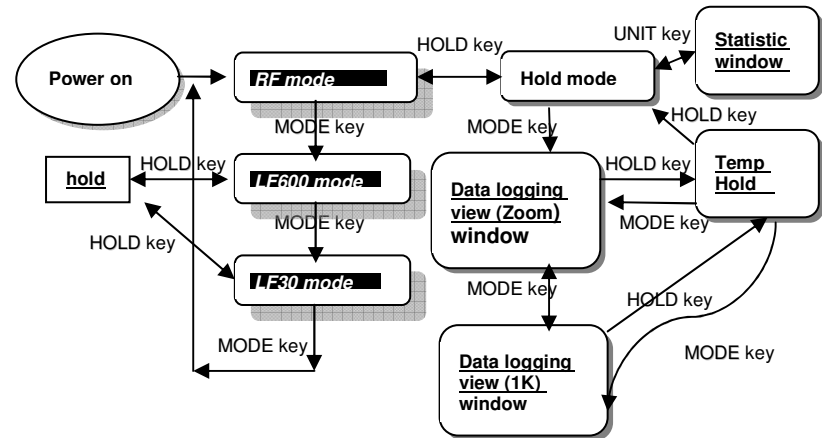 Power on
RF mode
HOLD key
Hold mode
UNIT key
Statistic
window
MODE key
MODE key
HOLD key
hold
HOLD key
LF600 mode
Data logging
view (Zoom)
window
HOLD key
Temp
Hold
MODE key
MODE key
HOLD key
LF30 mode
MODE key
HOLD key
MODE key
Data logging
view (1K)
window
MODE key